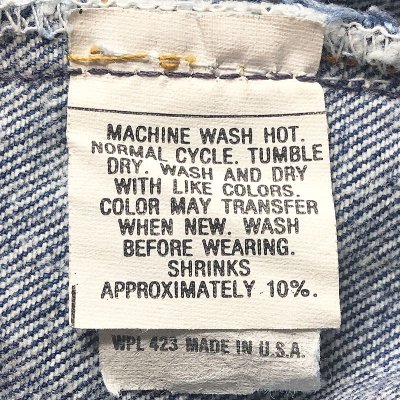 MACHINE WASH HOT.
NORMAL CYCLE. TUMBLE
DRY. WASH AND DRY
WITH LIKE COLORS.
COLOR MAY TRANSFER
WHEN NEW. WASH
BEFORE WEARING.
SHRINKS
APPROXIMATELY 10%.
WPL 423 MADE IN U.S.A.